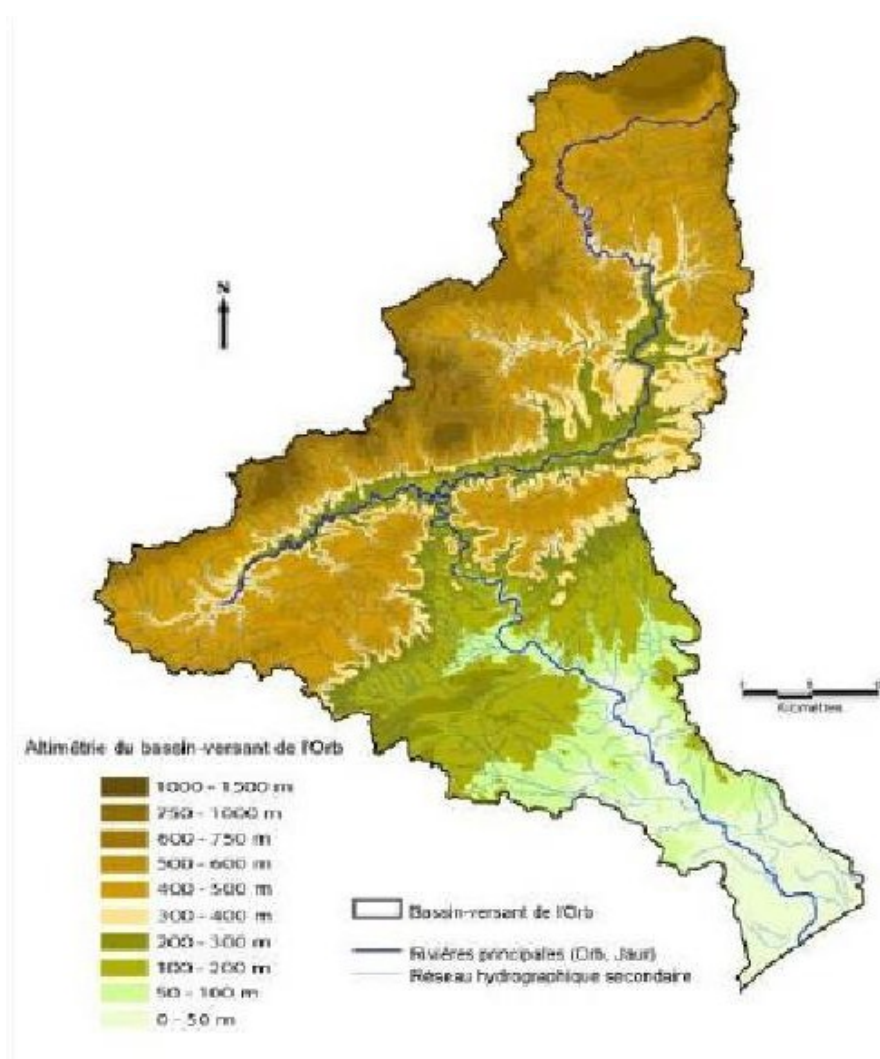 N
Kilomètres
Altimétrie du bassin-versant de l'Orb
1000 - 1500 m
750 - 1000 m
600 - 750 m
500 - 600 m
400 - 500 m
300 - 400 m
200 - 300 m
100 - 200 m
50 - 100 m
0 - 50 m
Bassin-versant de l'Orb
Rivières principales (Orb, Jaur)
Réseau hydrographique secondaire